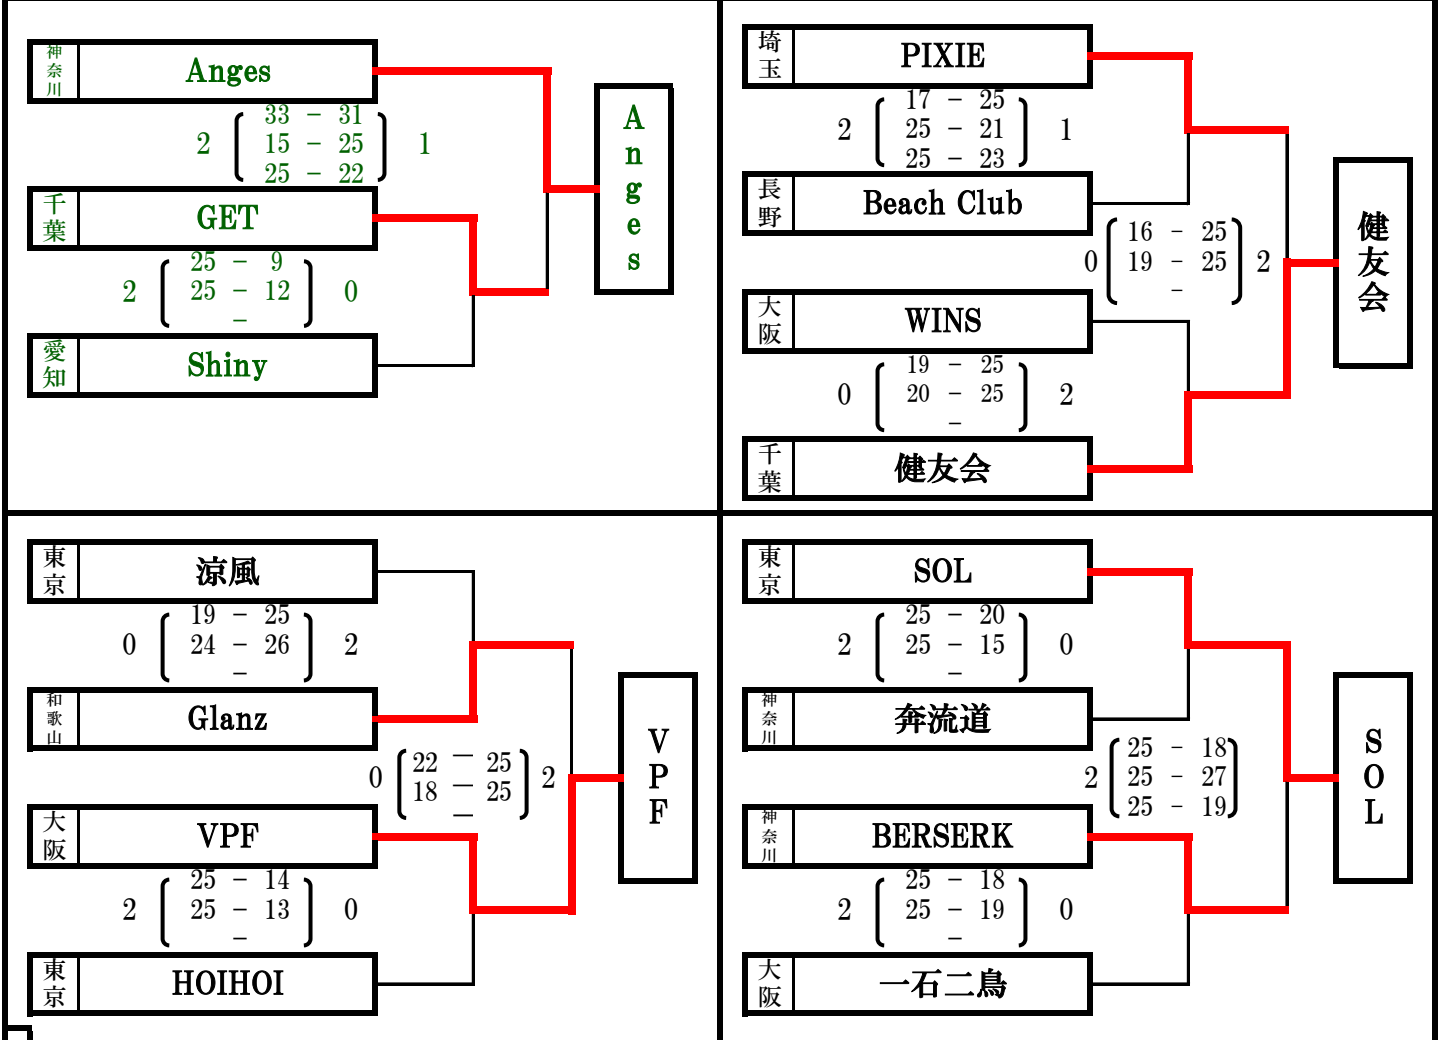 神奈川 Anges
2 33 － 31 1
15 － 25
25 － 22
千葉 GET
2 25 － 9 0
25 － 12
－
愛知 Shiny
Anges
埼玉 PIXIE
2 17 － 25 1
25 － 21
25 － 23
長野 Beach Club
0 16 － 25 2
19 － 25
－
大阪 WINS
0 19 － 25 2
20 － 25
－
千葉 健友会
健友会
東京 涼風
0 19 － 25 2
24 － 26
－
和歌山 Glanz
0 22 － 25 2
18 － 25
－
大阪 VPF
2 25 － 14 0
25 － 13
－
東京 HOIHOI
VPF
東京 SOL
2 25 － 20 0
25 － 15
－
神奈川 奔流道
2 25 － 18
25 － 27
25 － 19
神奈川 BERSERK
2 25 － 18 0
25 － 19
－
大阪 一石二鳥
SOL